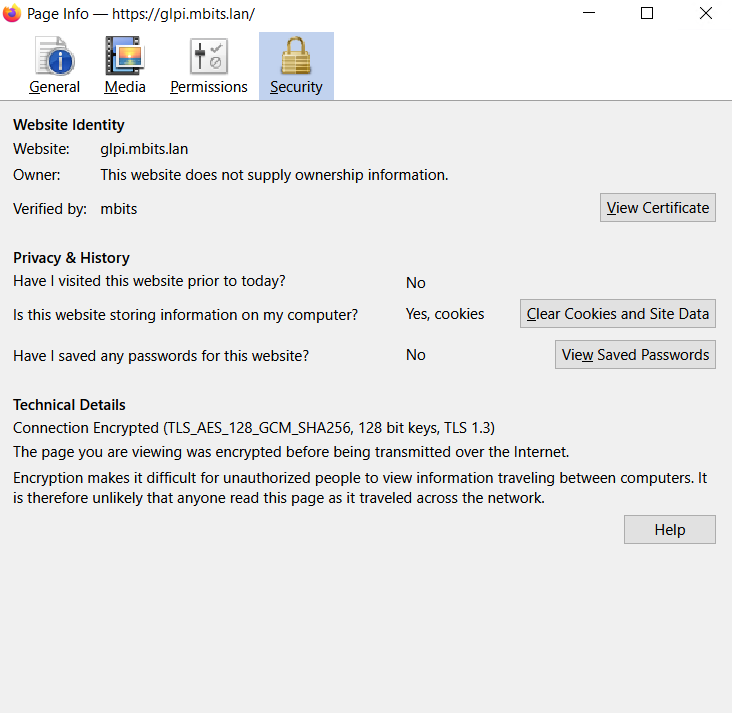 Page Info — https://glpi.mbits.lan/
General Media Permissions Security
Website Identity
Website: glpi.mbits.lan
Owner: This website does not supply ownership information.
Verified by: mbits View Certificate
Privacy & History
Have I visited this website prior to today? No
Is this website storing information on my computer? Yes, cookies Clear Cookies and Site Data
Have I saved any passwords for this website? No View Saved Passwords
Technical Details
Connection Encrypted (TLS_AES_128_GCM_SHA256, 128 bit keys, TLS 1.3)
The page you are viewing was encrypted before being transmitted over the Internet.
Encryption makes it difficult for unauthorized people to view information traveling between computers. It
is therefore unlikely that anyone read this page as it traveled across the network.
Help